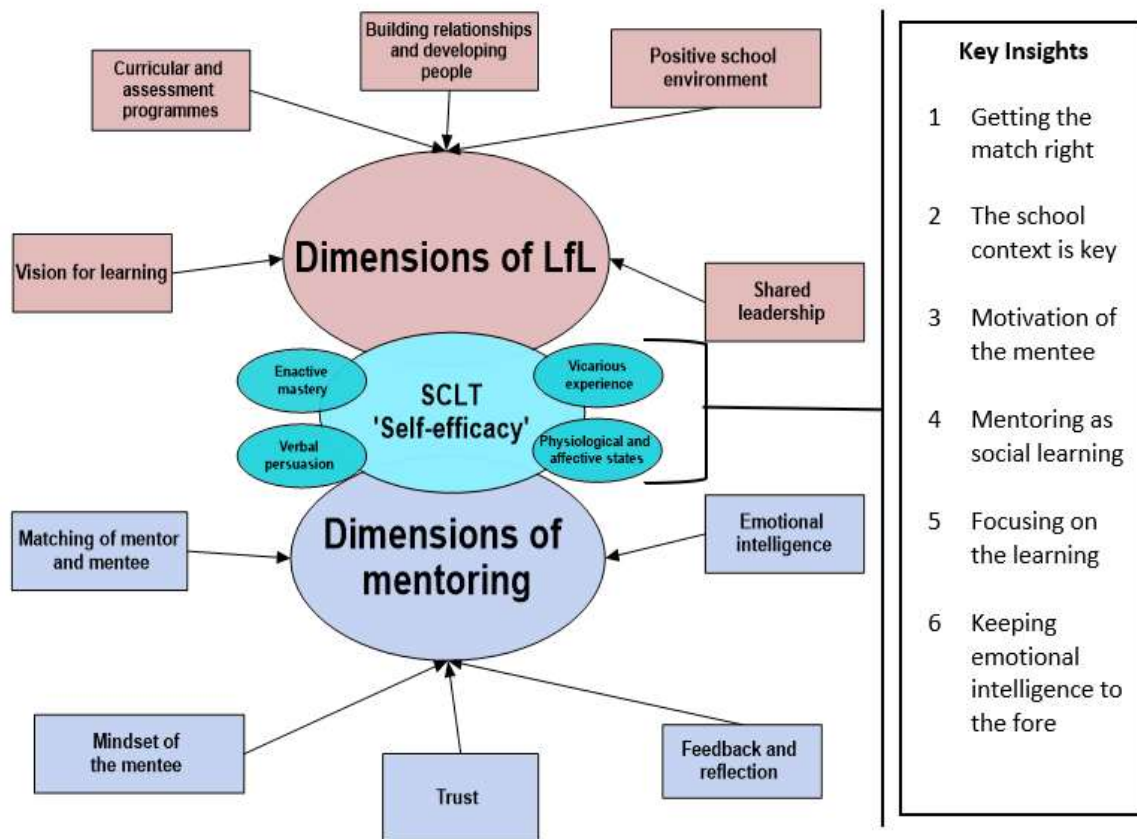 Building relationships
and developing
people
Curricular and
assessment
programmes
Positive school
environment
Dimensions of LfL
Vision for learning
Shared
leadership
Enactive
mastery
Vicarious
experience
SCLT
'Self-efficacy'
Verbal
persuasion
Physiological and
affective states
Dimensions of
mentoring
Matching of mentor
and mentee
Emotional
intelligence
Mindset of
the mentee
Trust
Feedback and
reflection
Key Insights
1 Getting the
match right
2 The school
context is key
3 Motivation of
the mentee
4 Mentoring as
social learning
5 Focusing on
the learning
6 Keeping
emotional
intelligence to
the fore